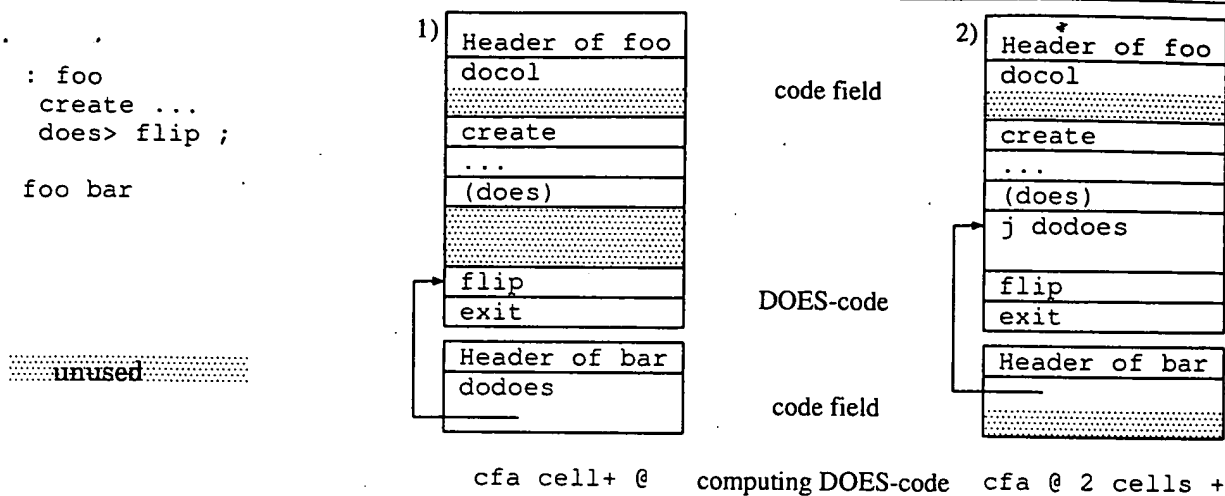 : foo
create ...
does> flip ;
foo bar
unused
1)
Header of foo
docol
create
...
(does)
flip
exit
Header of bar
dodoes
cfa cell+ @
code field
DOES-code
code field
computing DOES-code
2)
Header of foo
docol
create
...
(does)
j dodoes
flip
exit
Header of bar
cfa @ 2 cells +